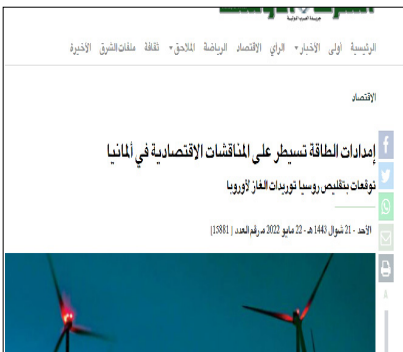 جريدة العرب الدولية
الرئيسية أولى الأخبار الرأي الاقتصاد الرياضة الملاحق ثقافة ملفات الشرق الأخيرة
الاقتصاد
إمدادات الطاقة تسيطر على المناقشات الاقتصادية في ألمانيا
توقعات بتقليص روسيا توريدات الغاز لأوروبا
الأحد - 21 شوال 1443 هـ - 22 مايو 2022 مـ رقم العدد [15881]